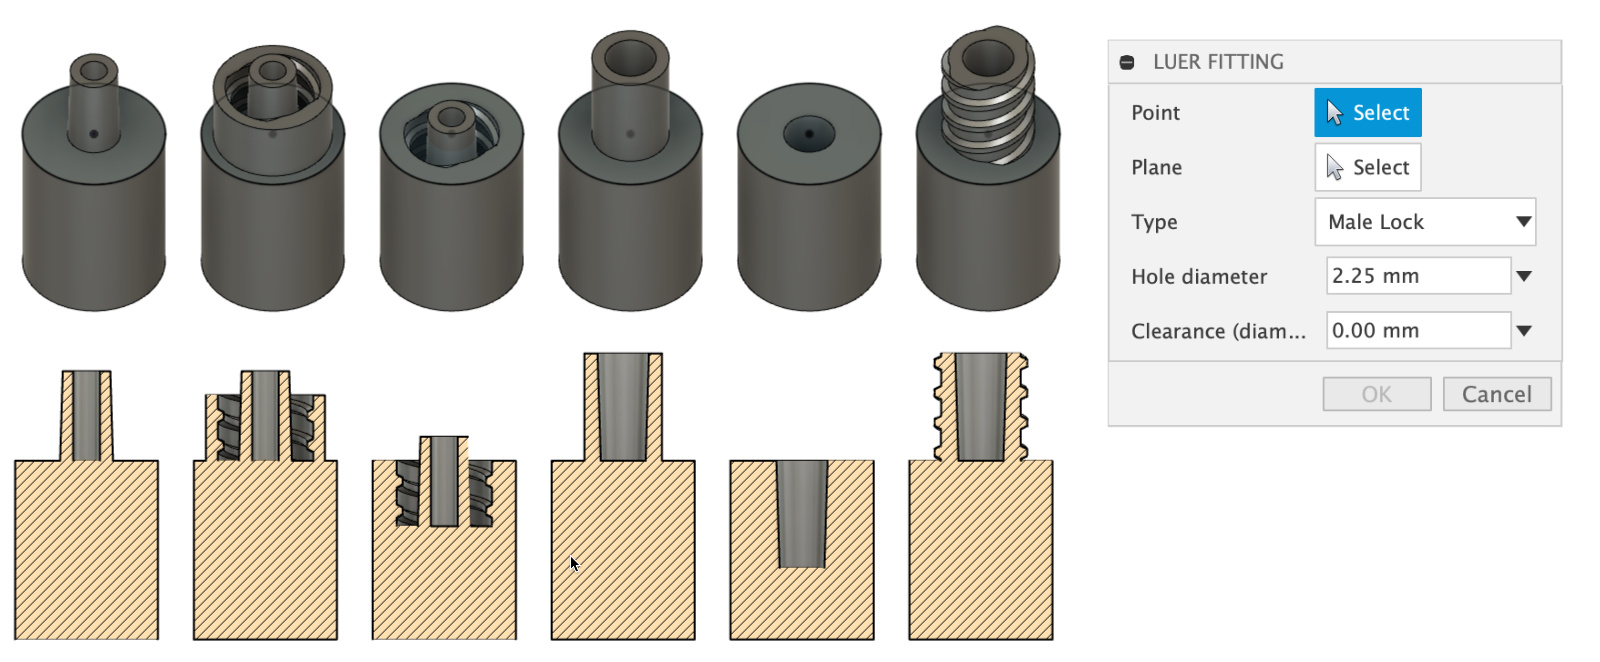 LUER FITTING
Point Select
Plane Select
Type Male Lock
Hole diameter 2.25 mm
Clearance (diam... 0.00 mm
OK Cancel